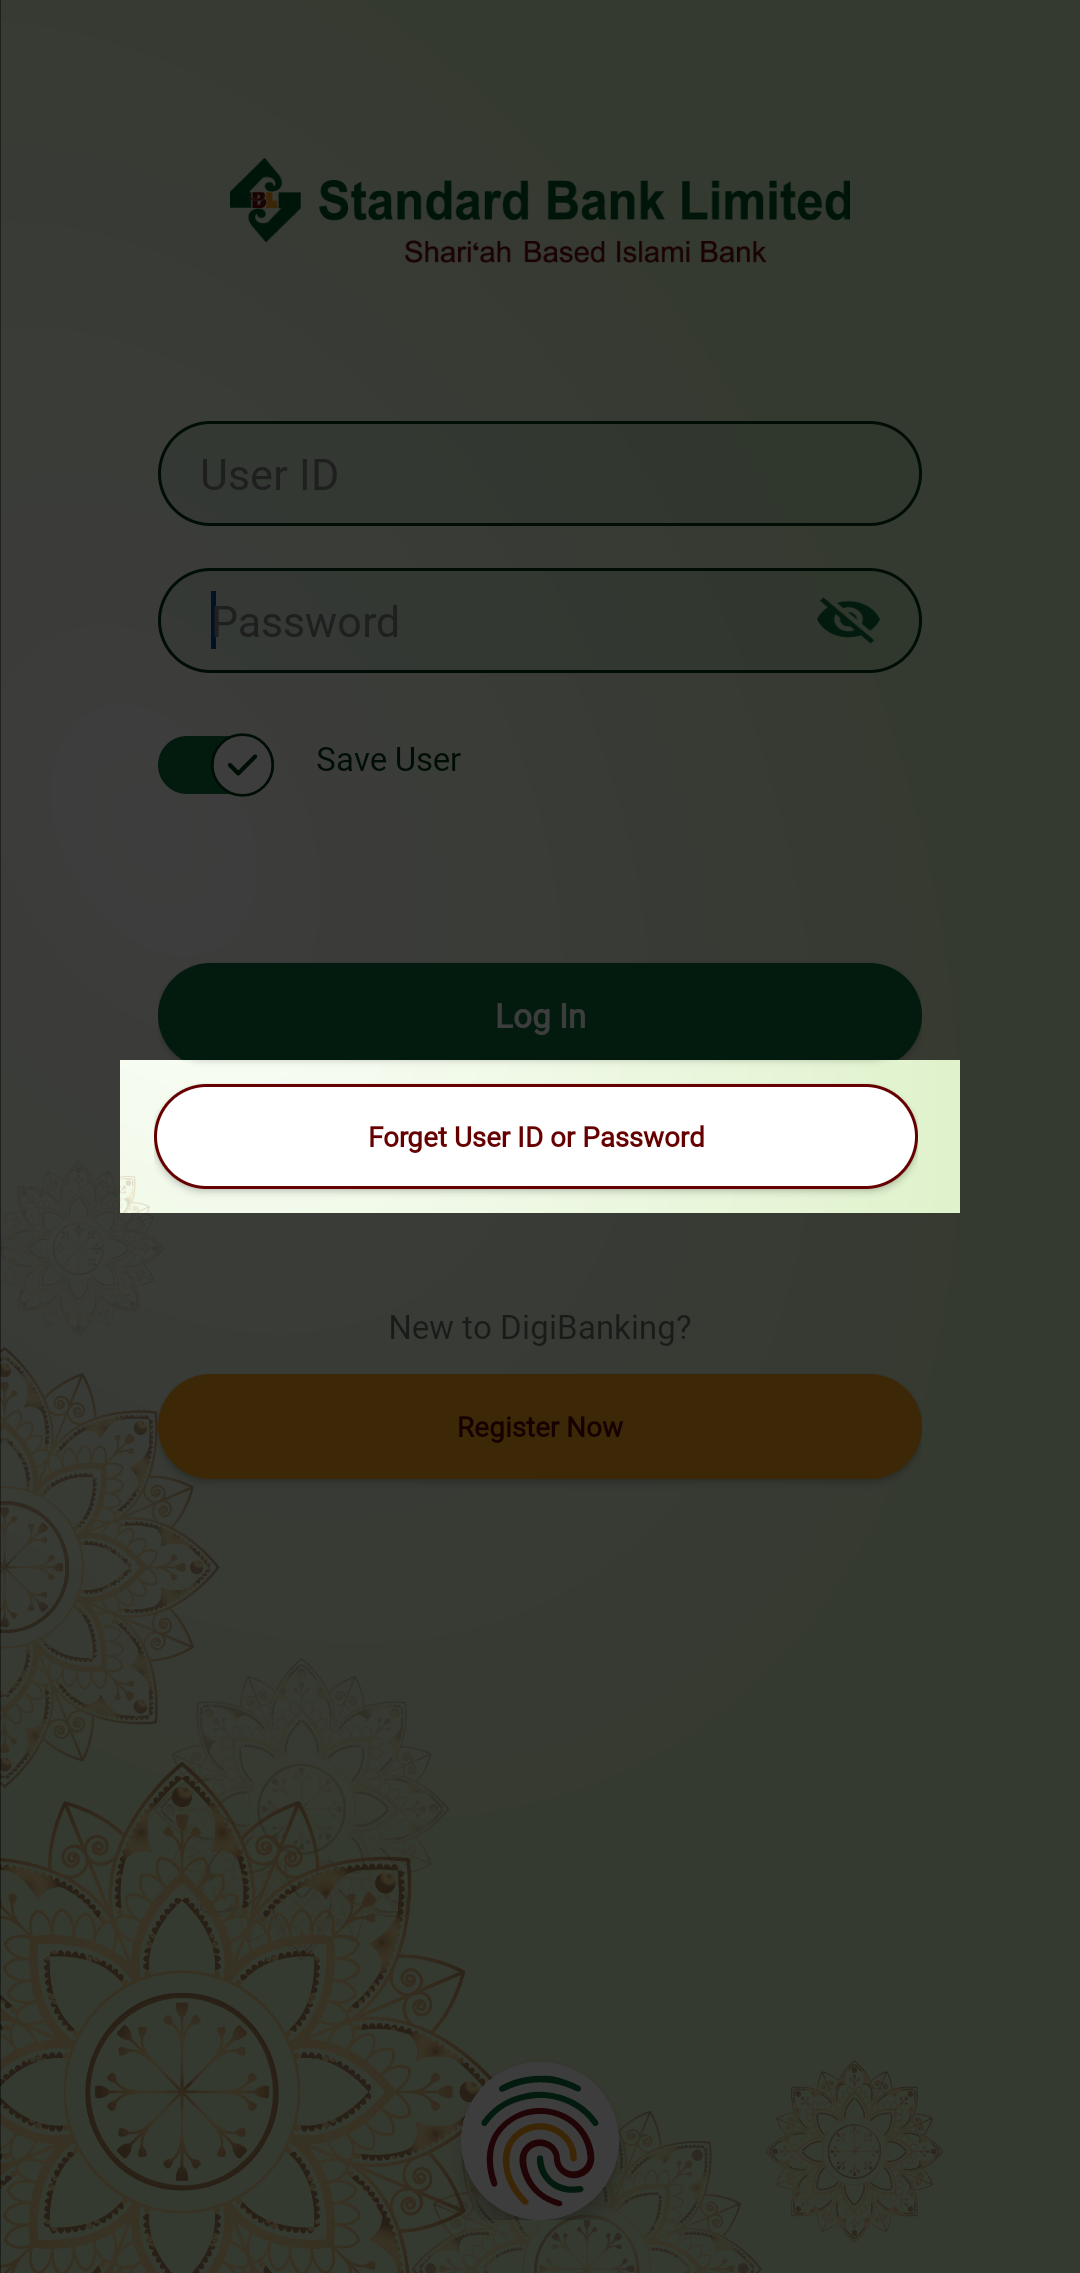 BL
Standard Bank Limited
Shari‘ah Based Islami Bank
User ID
Password
Save User
Log In
Forget User ID or Password
New to DigiBanking?
Register Now